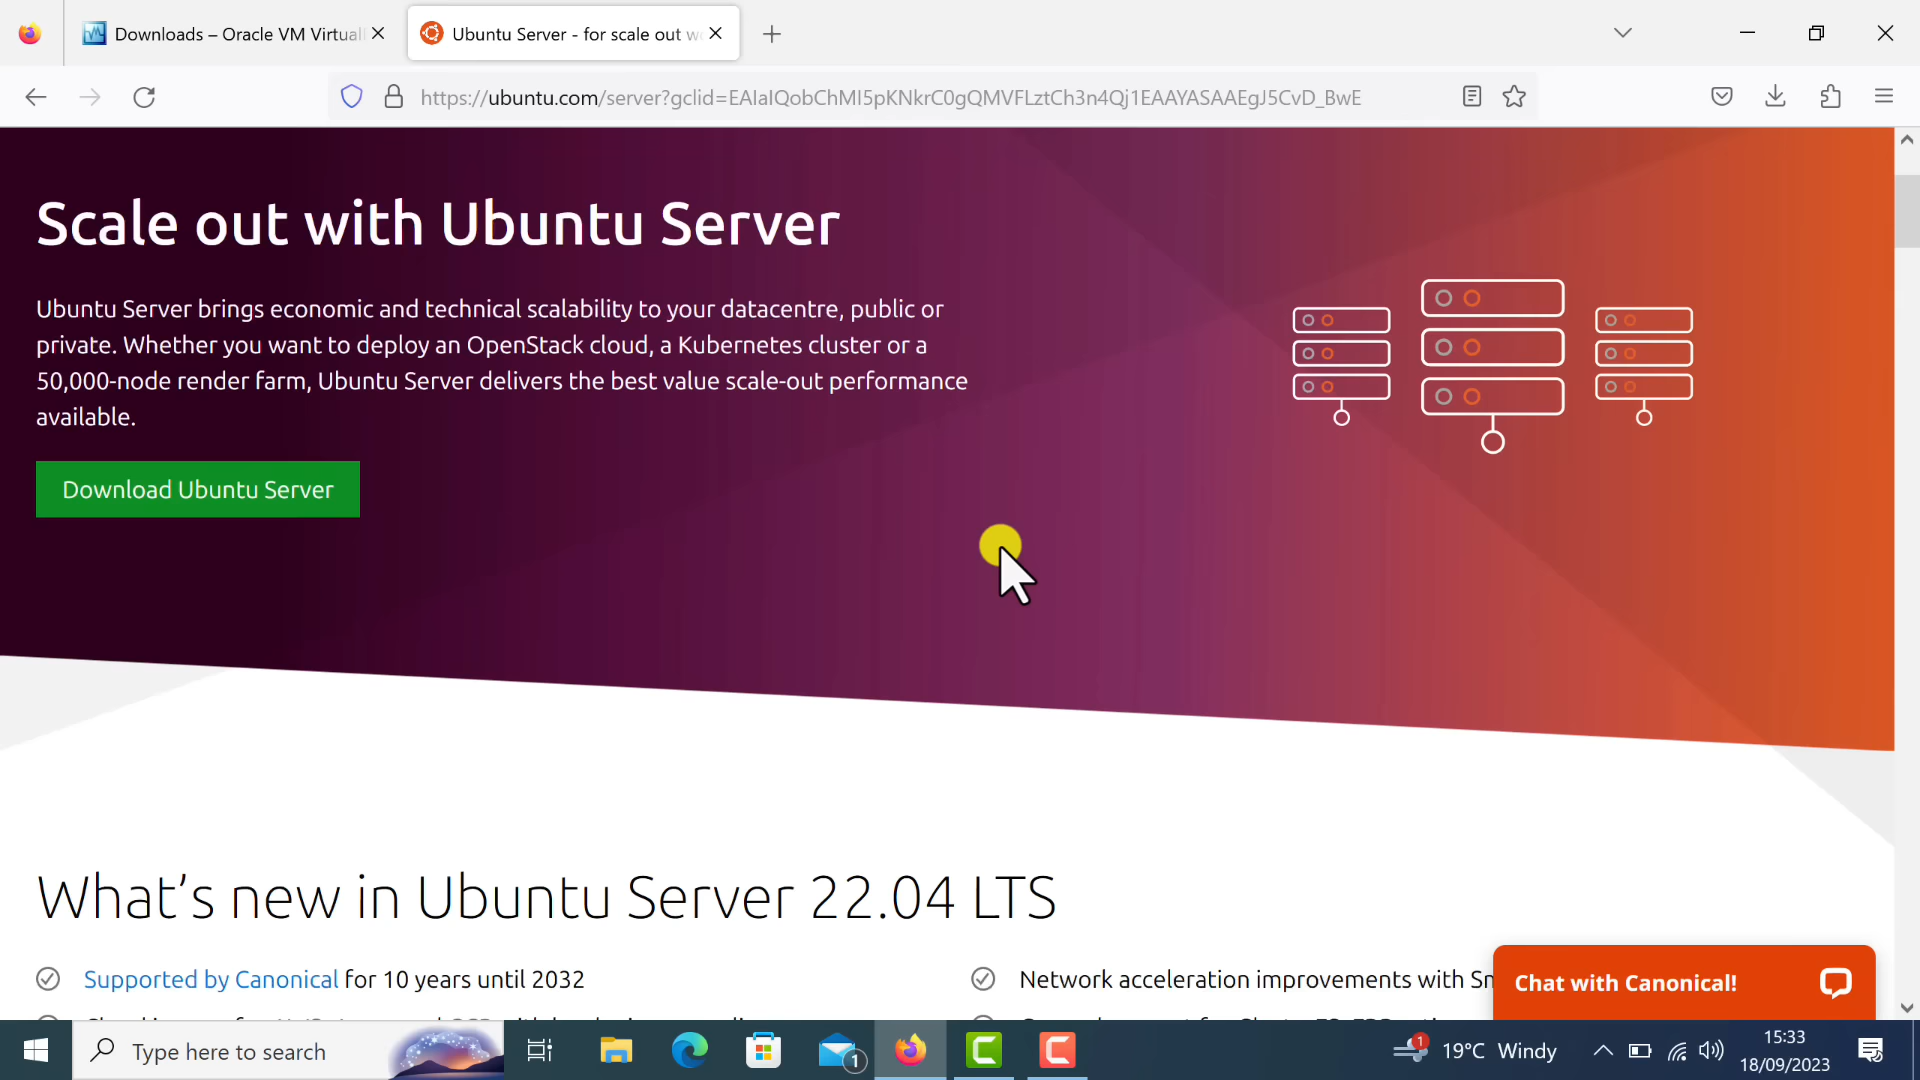 Downloads – Oracle VM Virtual
Ubuntu Server - for scale out wo
https://ubuntu.com/server?gclid=EAIaIQobChMI5pKNkrC0gQMVFLztCh3n4Qj1EAAYASAAEgJ5CvD_BwE
Scale out with Ubuntu Server
Ubuntu Server brings economic and technical scalability to your datacentre, public or
private. Whether you want to deploy an OpenStack cloud, a Kubernetes cluster or a
50,000-node render farm, Ubuntu Server delivers the best value scale-out performance
available.
Download Ubuntu Server
What's new in Ubuntu Server 22.04 LTS
Supported by Canonical for 10 years until 2032
Network acceleration improvements with
Chat with Canonical!
Type here to search
1
1
19°C Windy
15:33
18/09/2023